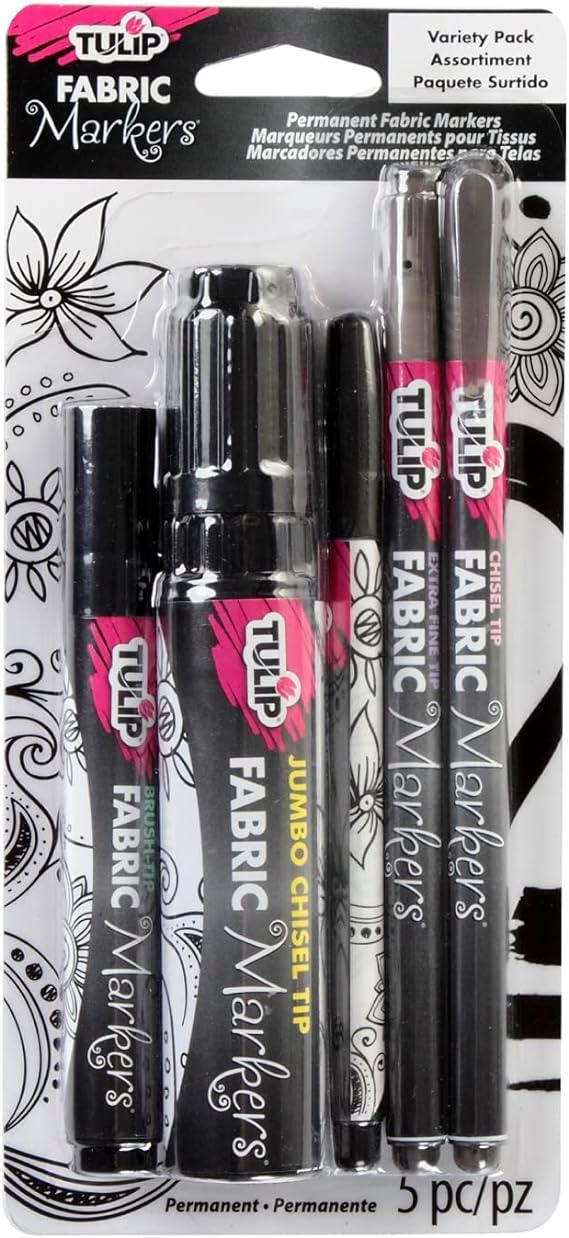 TULIP
FABRIC
Markers®
Variety Pack
Assortiment
Paquete Surtido
Permanent Fabric Markers
Marqueurs Permanents pour Tissus
Marcadores Permanentes para Telas
TULIP
BRUSH-TIP
FABRIC
Markers®
TULIP
JUMBO CHISEL TIP
FABRIC
Markers®
TULIP
EXTRA FINE TIP
FABRIC
Markers®
TULIP
CHISEL TIP
FABRIC
Markers®
Permanent • Permanente
5 pc/pz